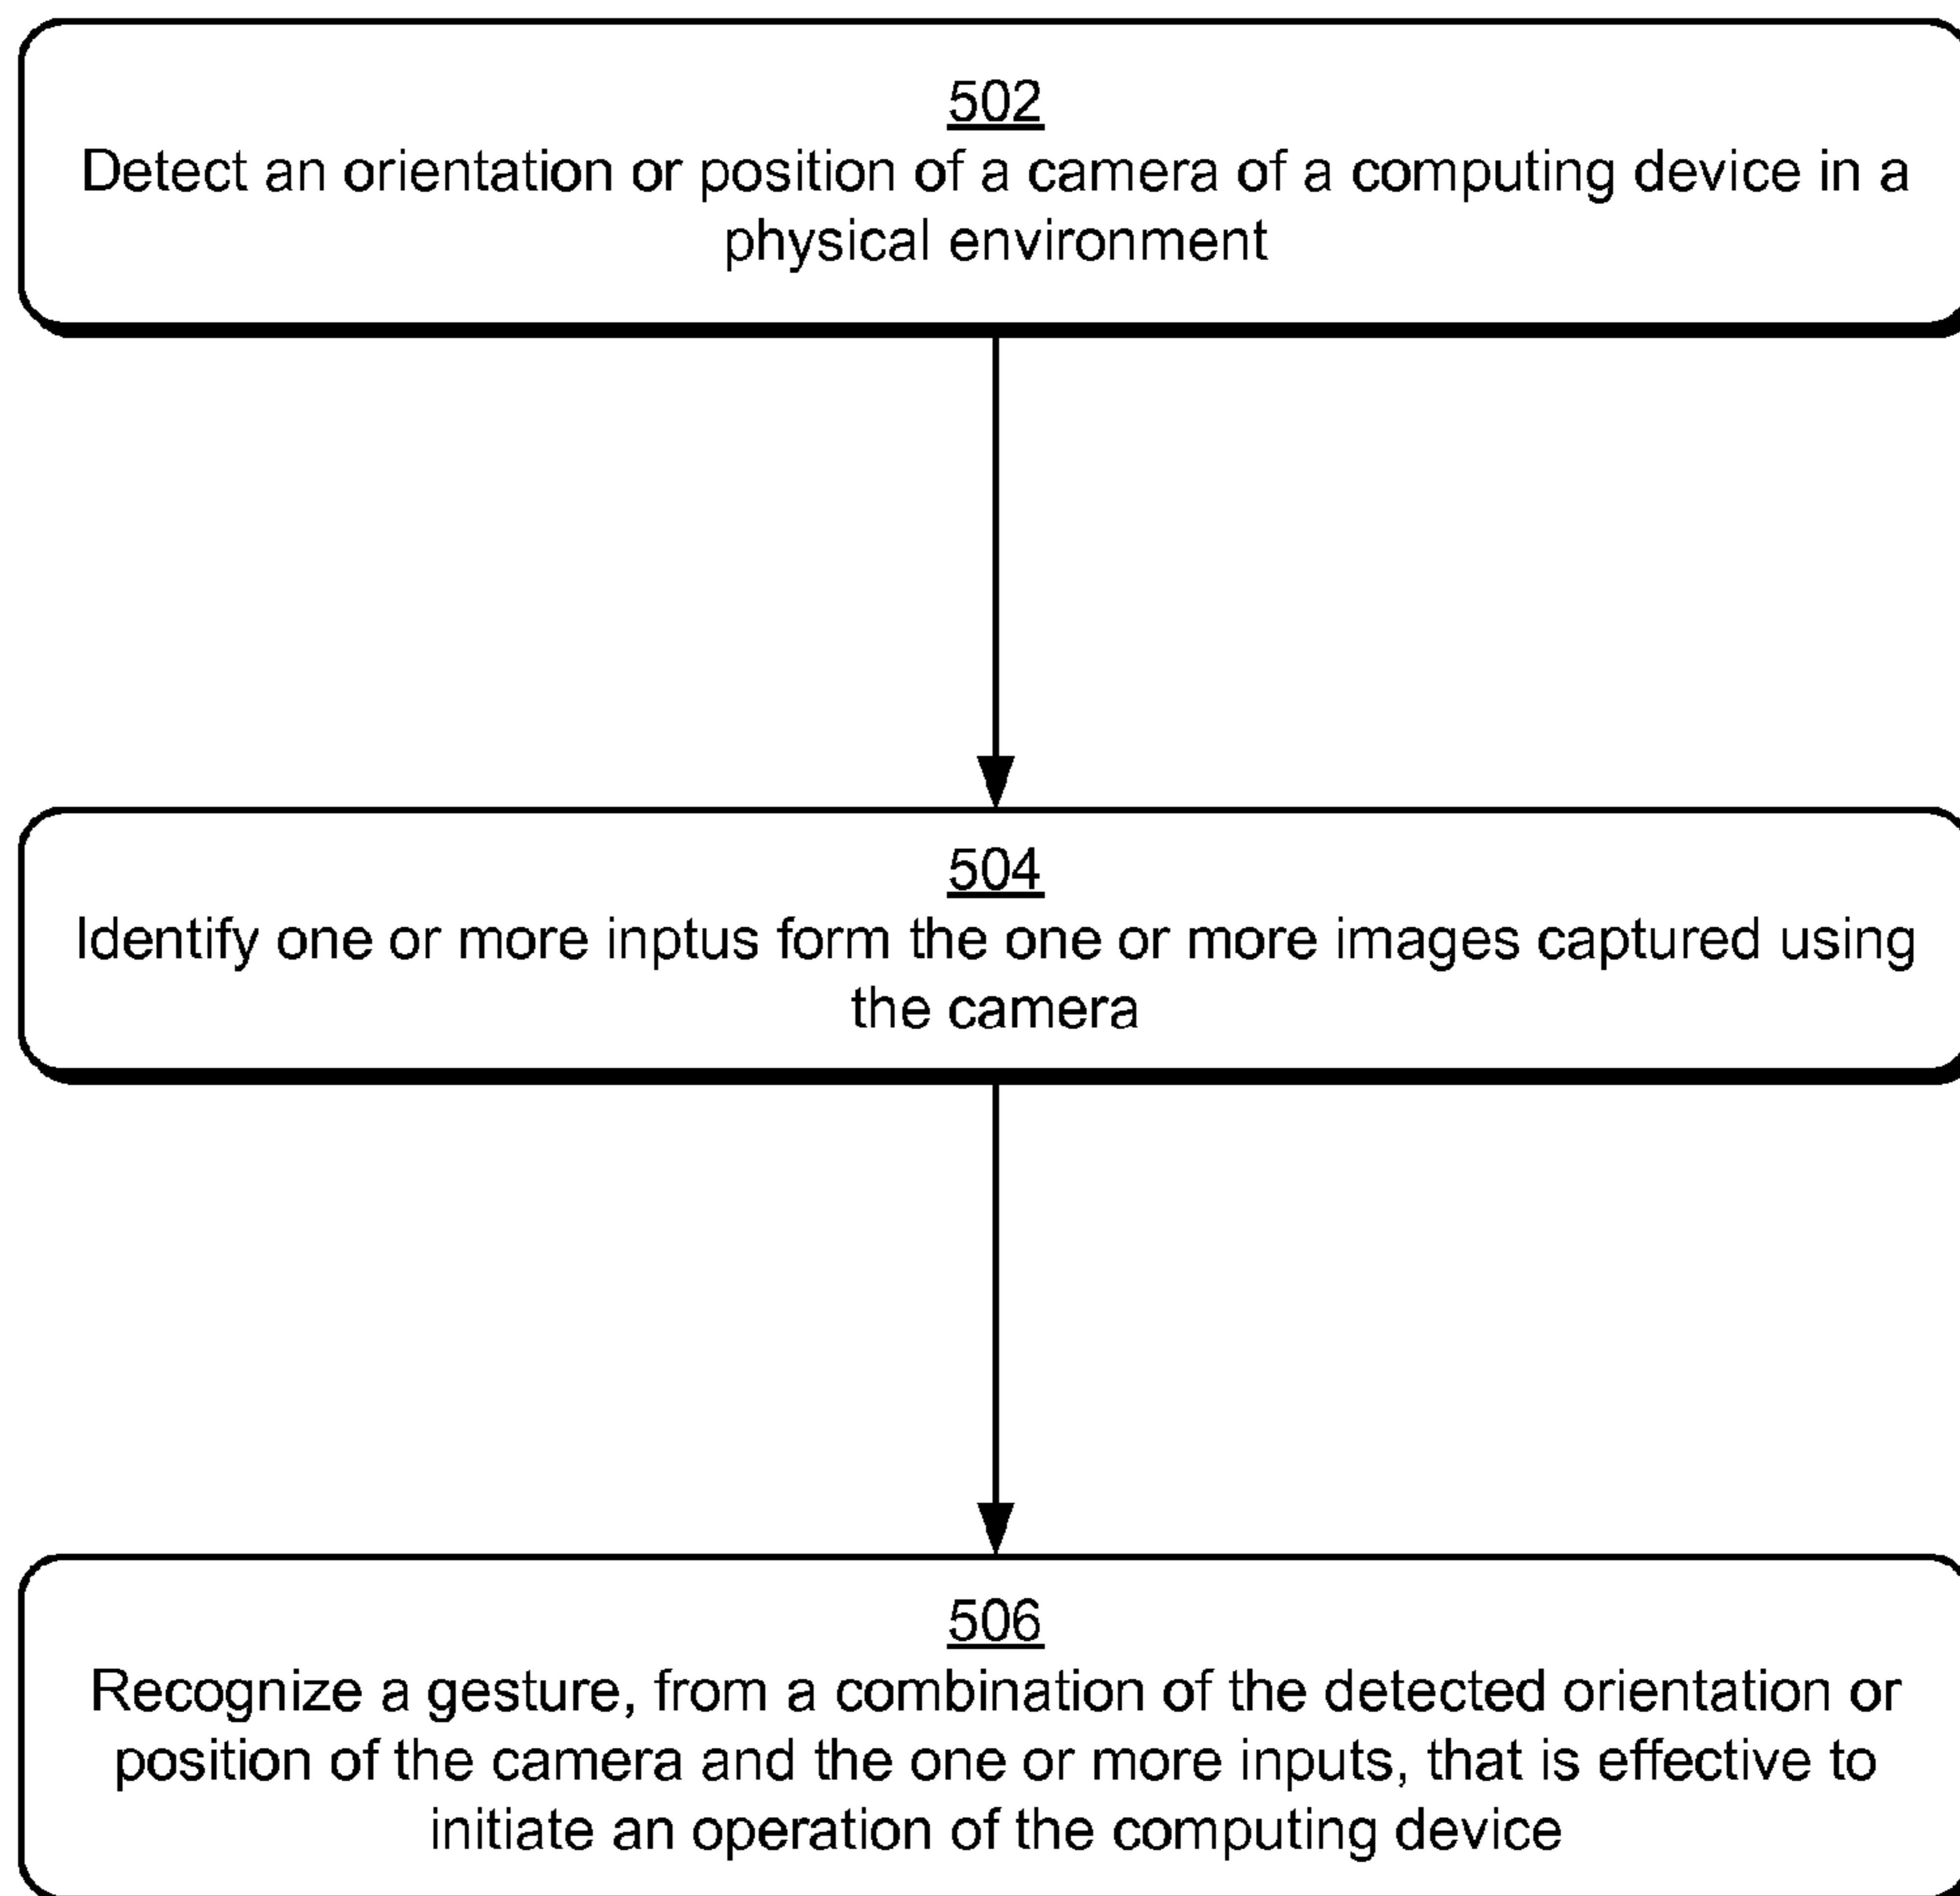 502
Detect an orientation or position of a camera of a computing device in a
physical environment
504
Identify one or more inptus form the one or more images captured using
the camera
506
Recognize a gesture, from a combination of the detected orientation or
position of the camera and the one or more inputs, that is effective to
initiate an operation of the computing device